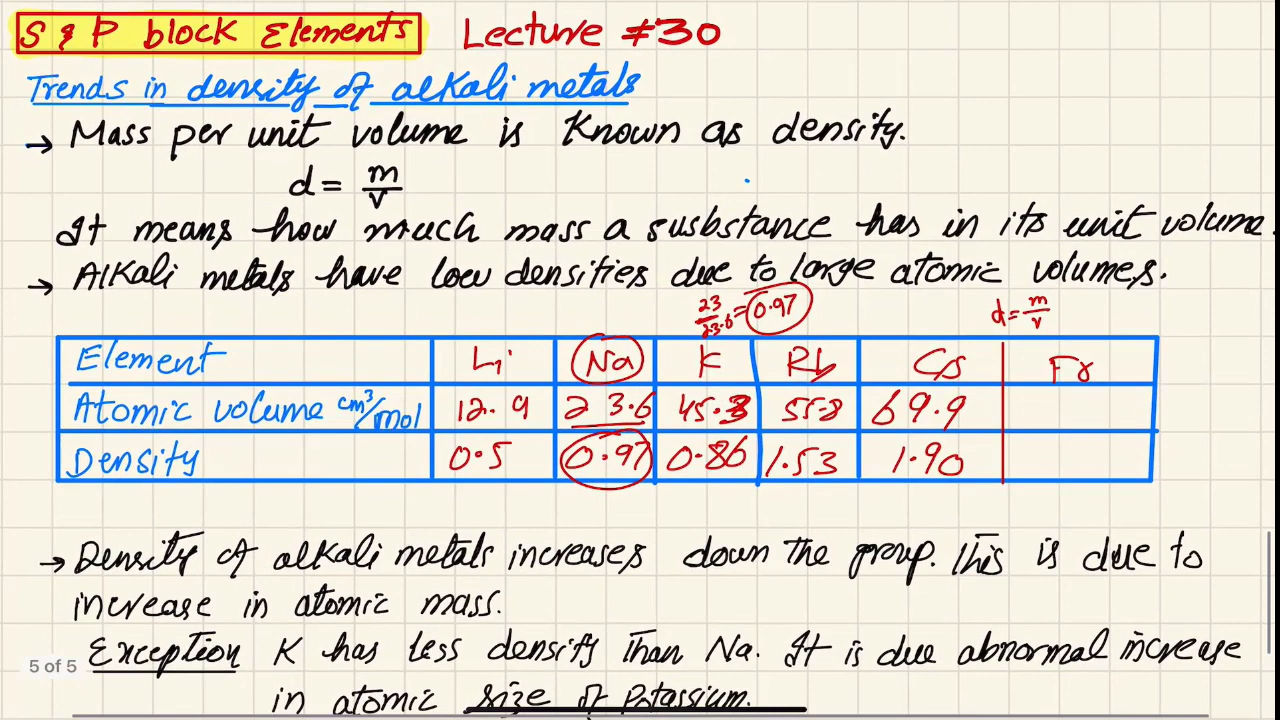 S & P block Elements Lecture #30
Trends in density of alkali metals
→ Mass per unit volume is known as density.
d = m/v
It means how much mass a susbstance has in its unit volume.
→ Alkali metals have low densities due to large atomic volumes.
23/23.6 = 0.97 d = m/v
Element Li Na K Rb Cs Fr
Atomic volume cm³/mol 12.9 23.6 45.3 55.8 69.9
Density 0.5 0.97 0.86 1.53 1.90
→ Density of alkali metals increases down the group. This is due to
increase in atomic mass.
Exception K has less density than Na. It is due abnormal increase
in atomic size of Potassium.
5 of 5